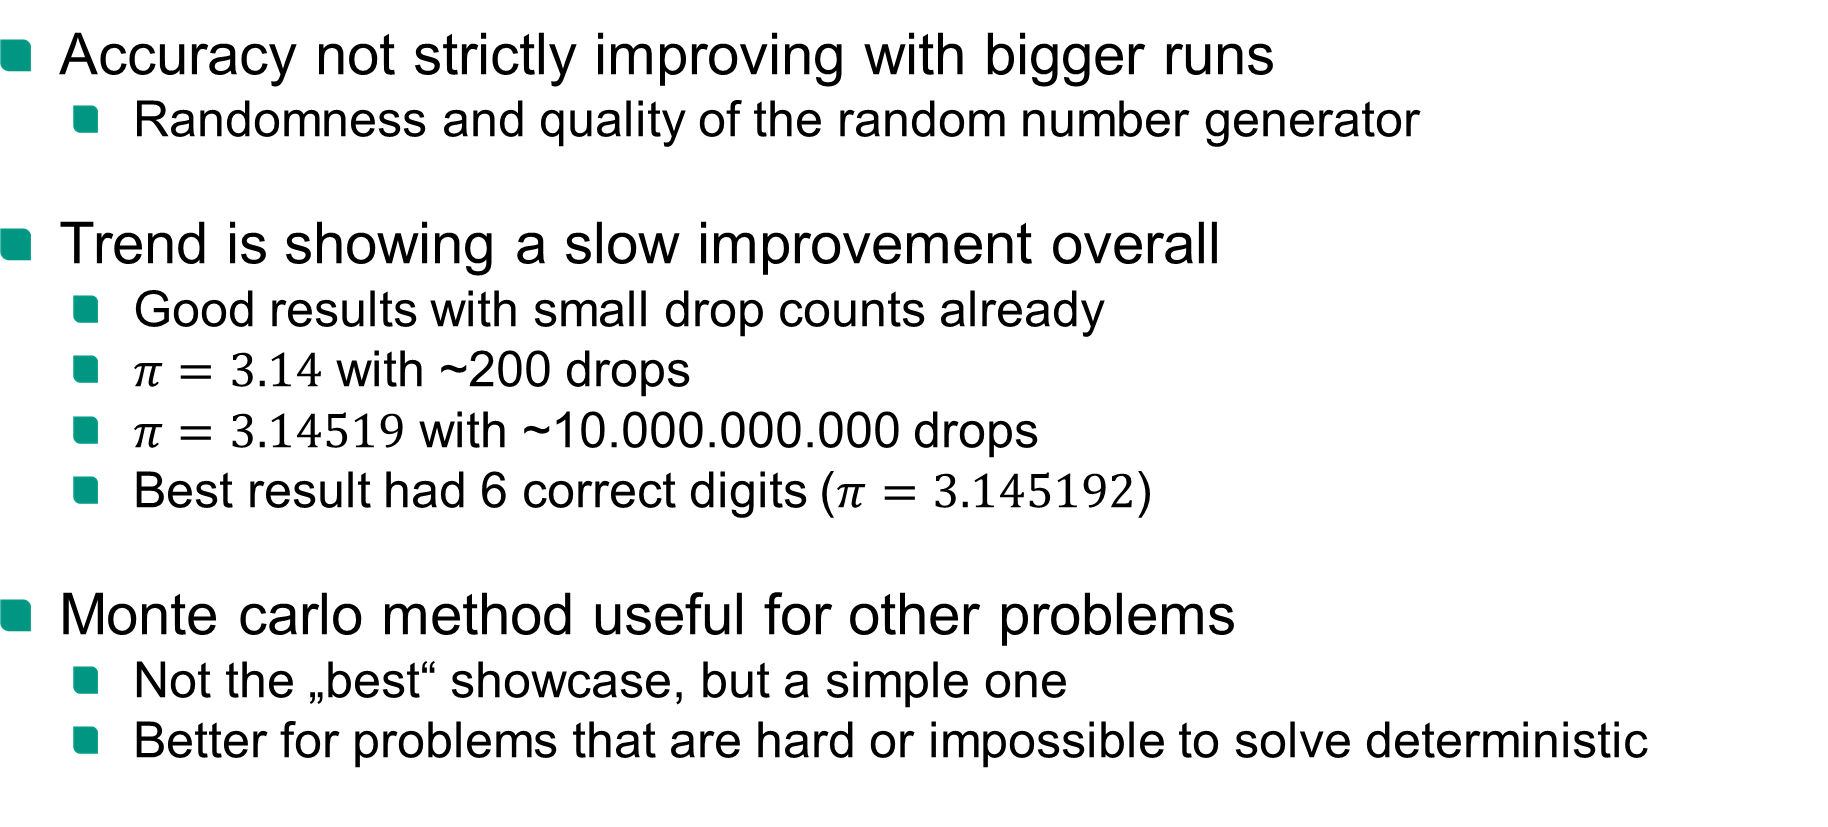 Accuracy not strictly improving with bigger runs
Randomness and quality of the random number generator
Trend is showing a slow improvement overall
Good results with small drop counts already
π = 3.14 with ~200 drops
π = 3.14519 with ~10.000.000.000 drops
Best result had 6 correct digits (π = 3.145192)
Monte carlo method useful for other problems
Not the „best“ showcase, but a simple one
Better for problems that are hard or impossible to solve deterministic